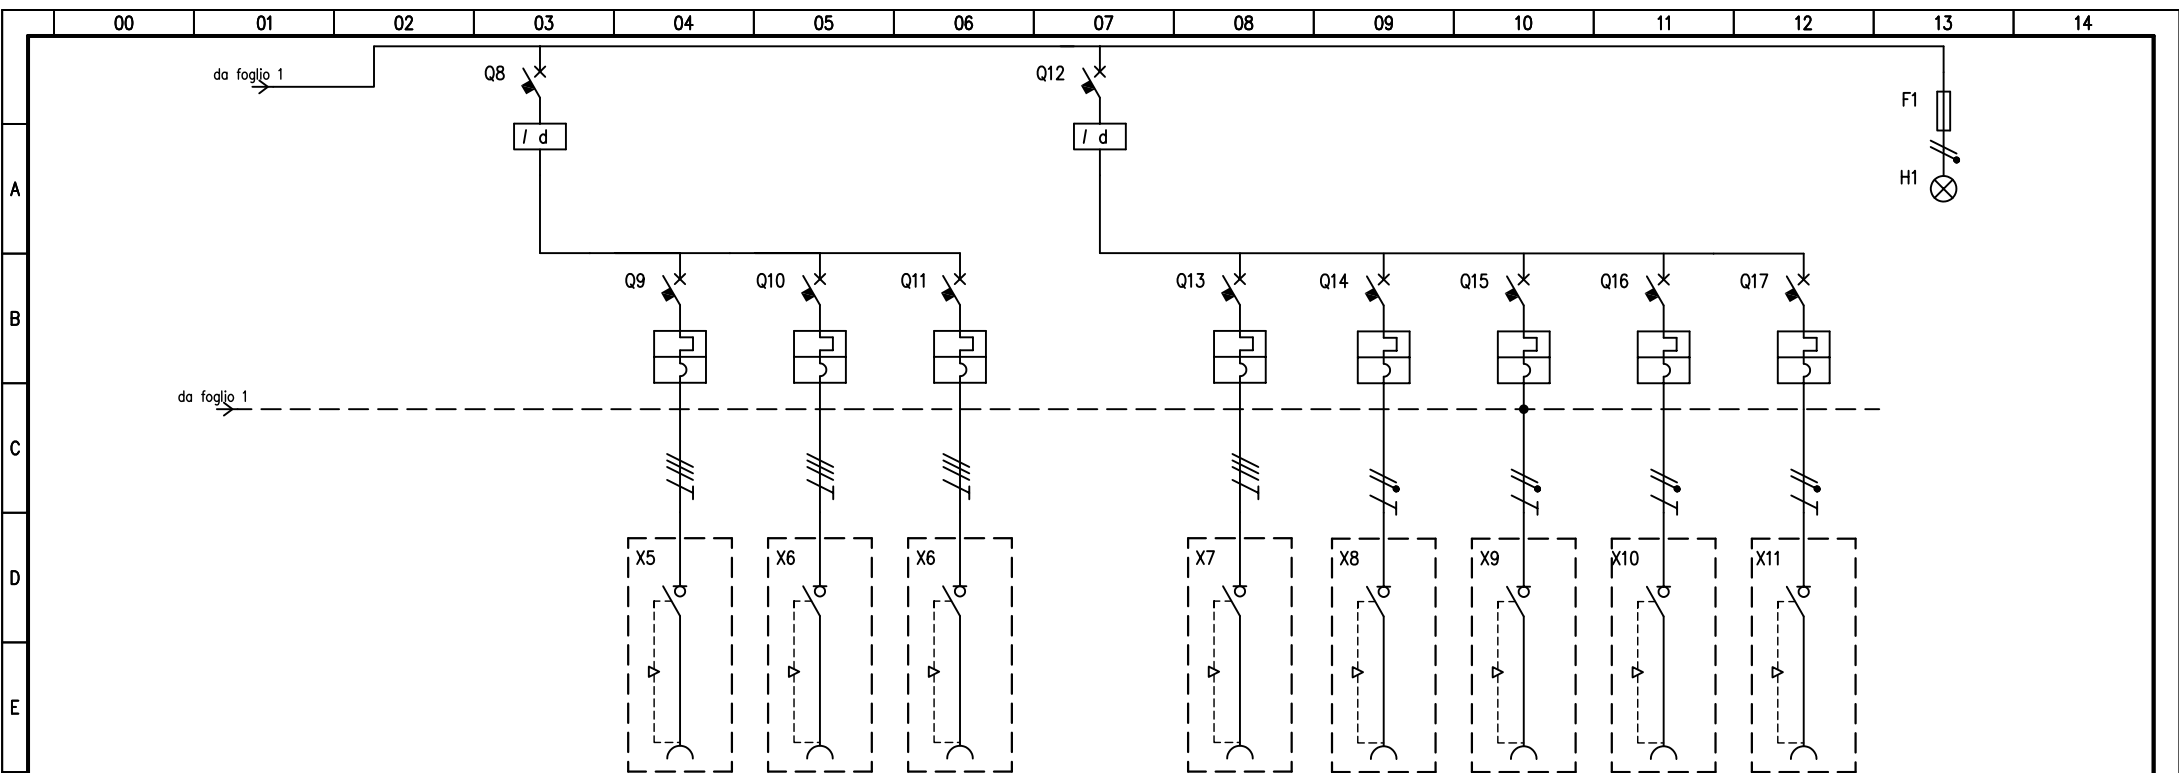 00 01 02 03 04 05 06 07 08 09 10 11 12 13 14
da foglio 1 Q8 Q12
F1
I d I d
A H1
Q9 Q10 Q11 Q13 Q14 Q15 Q16 Q17
B
da foglio 1
C
X5 X6 X6 X7 X8 X9 X10 X11
D
E